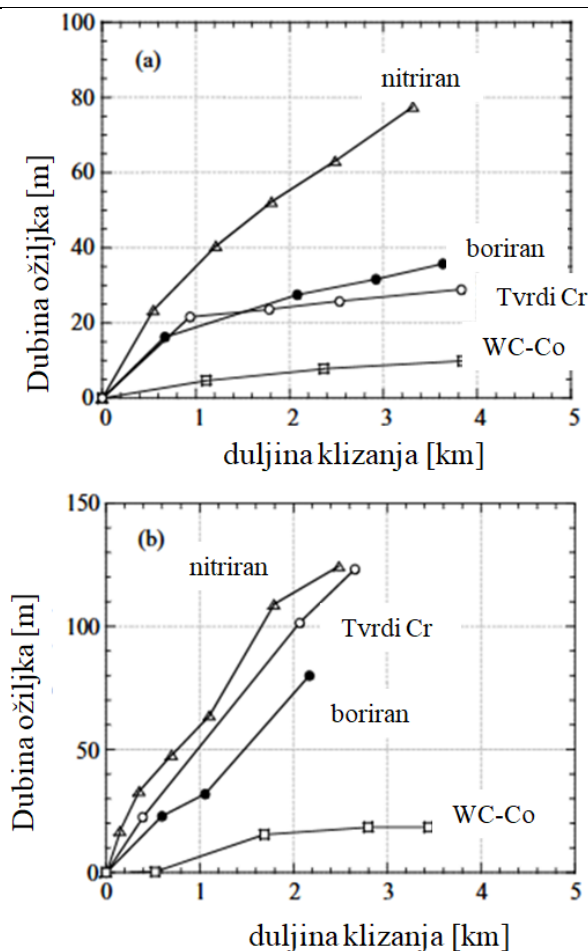 100
(a)
nitriran
80
60
boriran
40
Tvrdi Cr
20
WC-Co
0
0 1 2 3 4 5
Dubina ožiljka [m]
duljina klizanja [km]
150
(b)
nitriran
Tvrdi Cr
100
boriran
50
WC-Co
0
0 1 2 3 4 5
Dubina ožiljka [m]
duljina klizanja [km]